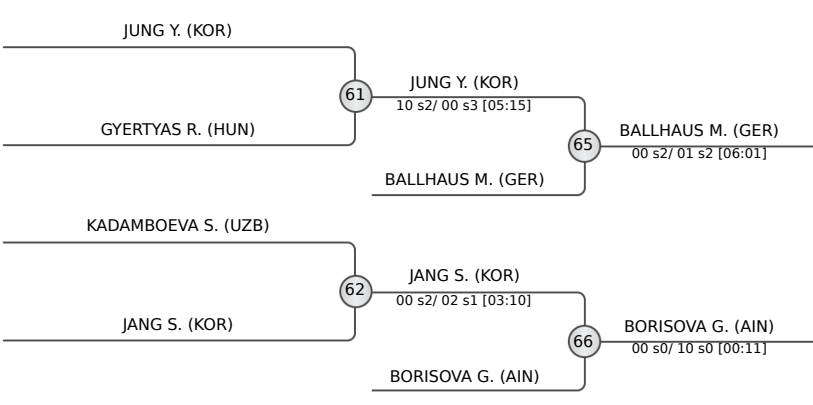 JUNG Y. (KOR)
61
JUNG Y. (KOR)
10 s2/ 00 s3 [05:15]
GYERTYAS R. (HUN)
65
BALLHAUS M. (GER)
00 s2/ 01 s2 [06:01]
BALLHAUS M. (GER)
KADAMBOEVA S. (UZB)
62
JANG S. (KOR)
00 s2/ 02 s1 [03:10]
JANG S. (KOR)
66
BORISOVA G. (AIN)
00 s0/ 10 s0 [00:11]
BORISOVA G. (AIN)